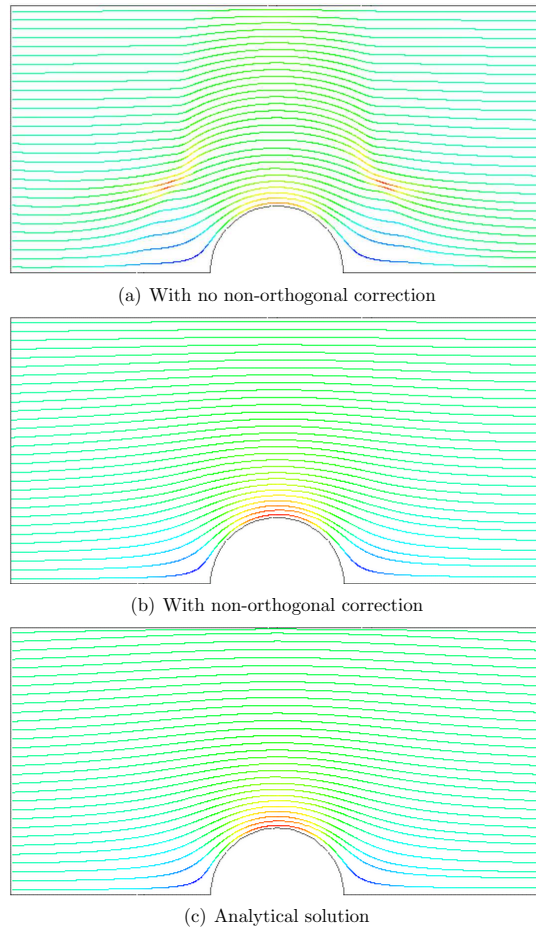 (a) With no non-orthogonal correction
(b) With non-orthogonal correction
(c) Analytical solution